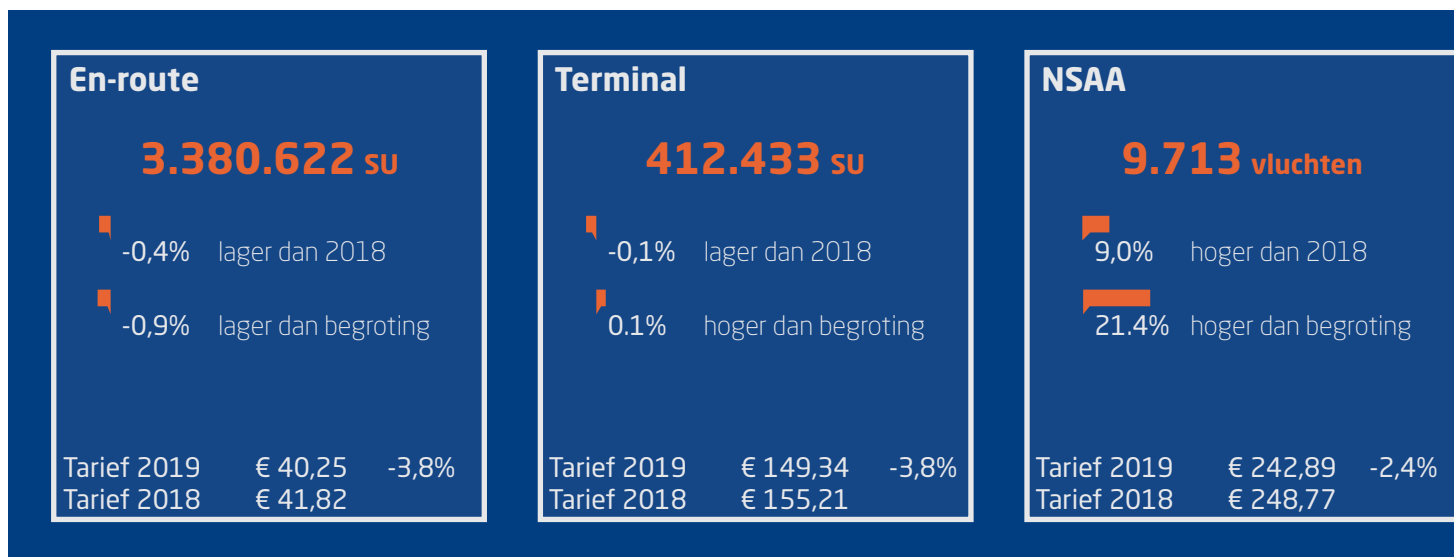 En-route
3.380.622 SU
-0,4% lager dan 2018
-0,9% lager dan begroting
Tarief 2019 € 40,25 -3,8%
Tarief 2018 € 41,82
Terminal
412.433 SU
-0,1% lager dan 2018
0.1% hoger dan begroting
Tarief 2019 € 149,34 -3,8%
Tarief 2018 € 155,21
NSAA
9.713 vluchten
9,0% hoger dan 2018
21.4% hoger dan begroting
Tarief 2019 € 242,89 -2,4%
Tarief 2018 € 248,77